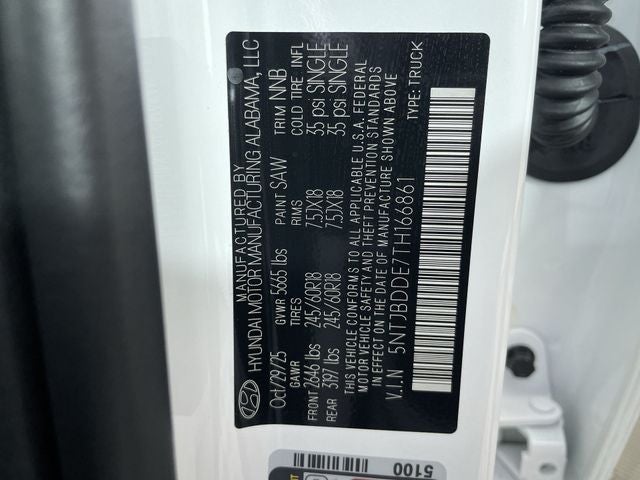 MANUFACTURED BY
HYUNDAI MOTOR MANUFACTURING ALABAMA, LLC
Oct/29/25 GVWR 5665 lbs PAINT SAW TRIM NNB
GAWR TIRES RIMS COLD TIRE INFL
FRONT 2646 lbs 245/60R18 7.5JX18 35 psi SINGLE
REAR 3197 lbs 245/60R18 7.5JX18 35 psi SINGLE
THIS VEHICLE CONFORMS TO ALL APPLICABLE U.S.A. FEDERAL
MOTOR VEHICLE SAFETY AND THEFT PREVENTION STANDARDS
IN EFFECT ON THE DATE OF MANUFACTURE SHOWN ABOVE
V.I.N 5NTJBDDE7TH166861 TYPE: TRUCK
5100